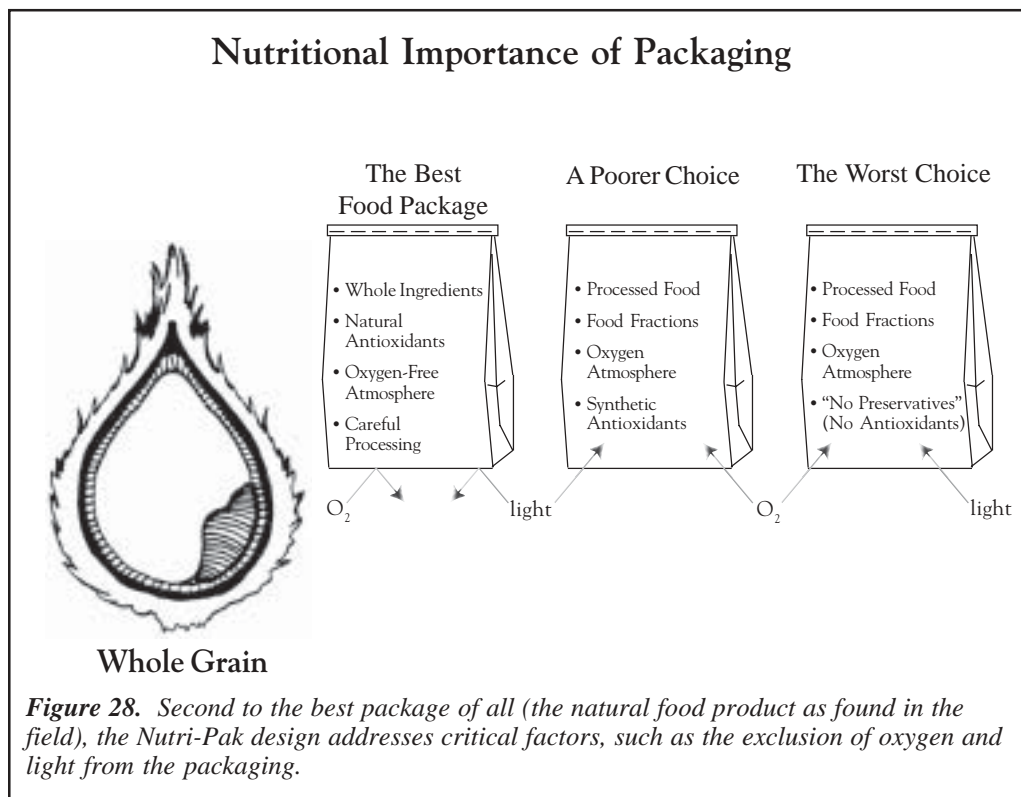 Nutritional Importance of Packaging
The Best
Food Package
• Whole Ingredients
• Natural
Antioxidants
• Oxygen-Free
Atmosphere
• Careful
Processing
A Poorer Choice
• Processed Food
• Food Fractions
• Oxygen
Atmosphere
• Synthetic
Antioxidants
The Worst Choice
• Processed Food
• Food Fractions
• Oxygen
Atmosphere
• “No Preservatives”
(No Antioxidants)
O₂
light
O₂
light
Whole Grain
Figure 28. Second to the best package of all (the natural food product as found in the
field), the Nutri-Pak design addresses critical factors, such as the exclusion of oxygen and
light from the packaging.